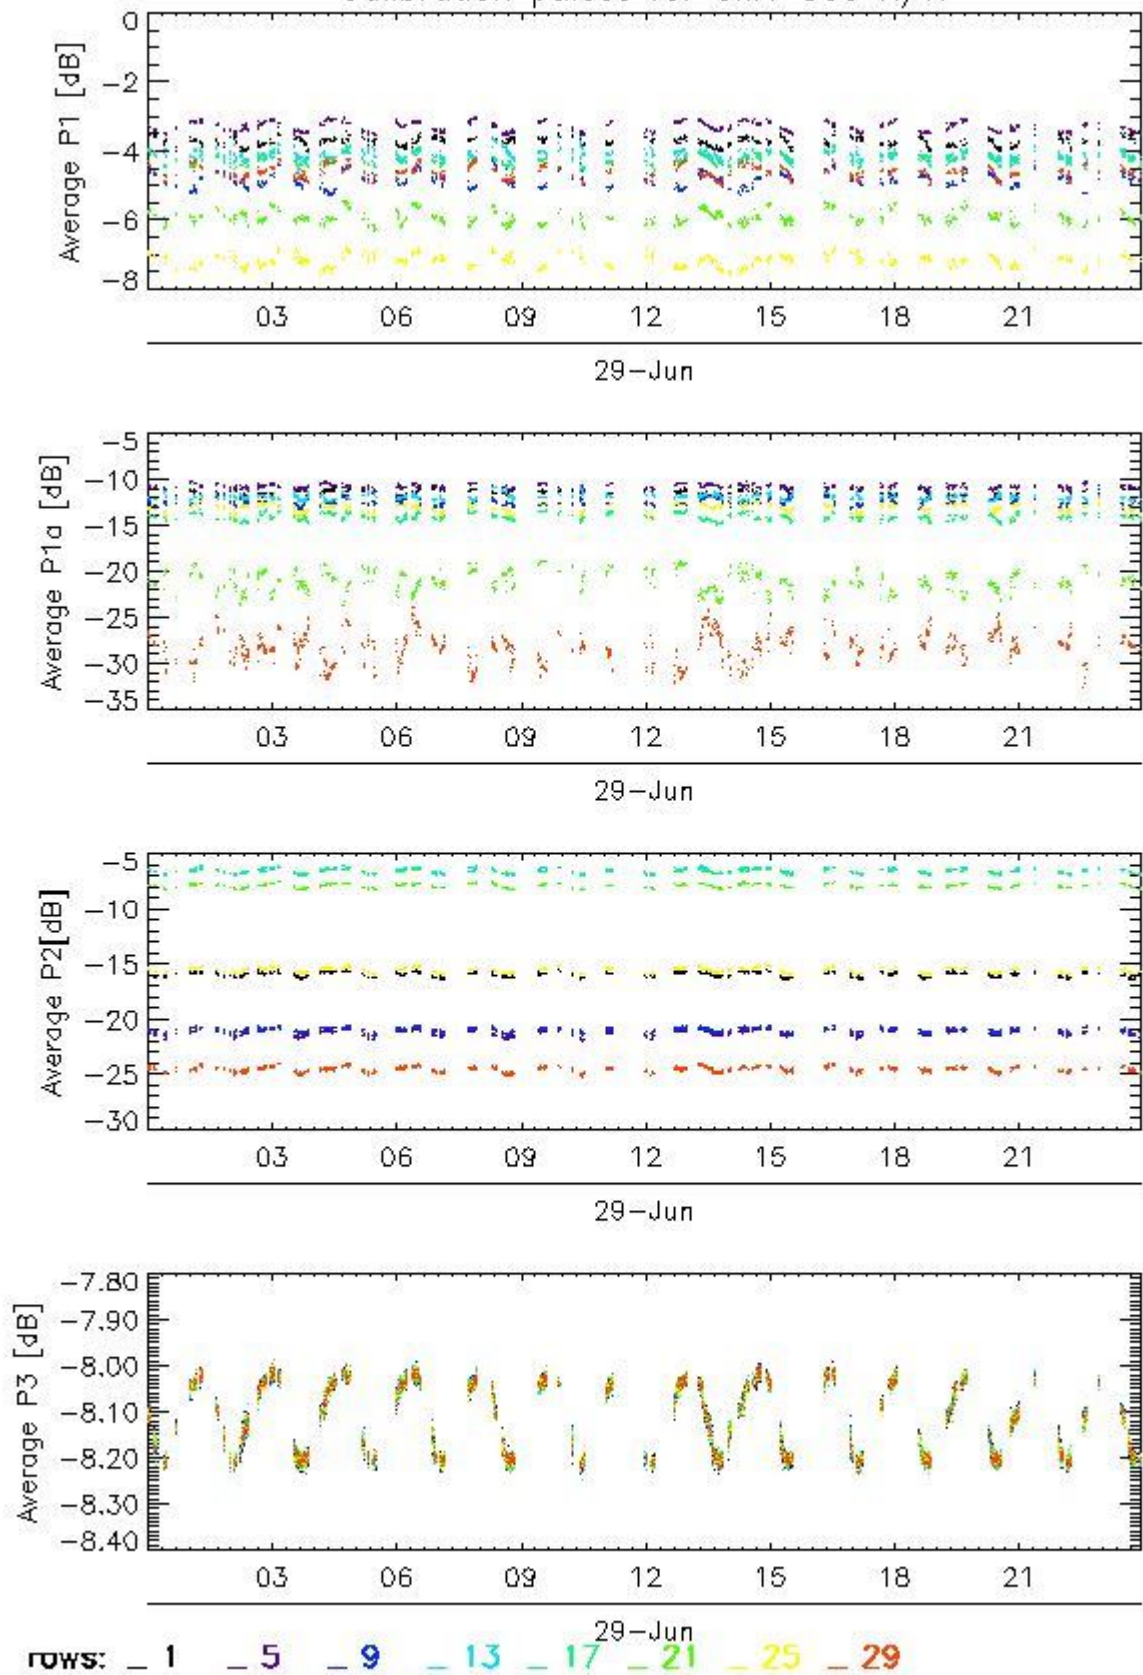 0
-2
-4
-6
-8
Average P1 [dB]
03 06 09 12 15 18 21
29-Jun
-5
-10
-15
-20
-25
-30
-35
Average P1a [dB]
03 06 09 12 15 18 21
29-Jun
-5
-10
-15
-20
-25
-30
Average P2[dB]
03 06 09 12 15 18 21
29-Jun
-7.80
-7.90
-8.00
-8.10
-8.20
-8.30
-8.40
Average P3 [dB]
03 06 09 12 15 18 21
29-Jun
rows: _ 1 _ 5 _ 9 _ 13 _ 17 _ 21 _ 25 _ 29